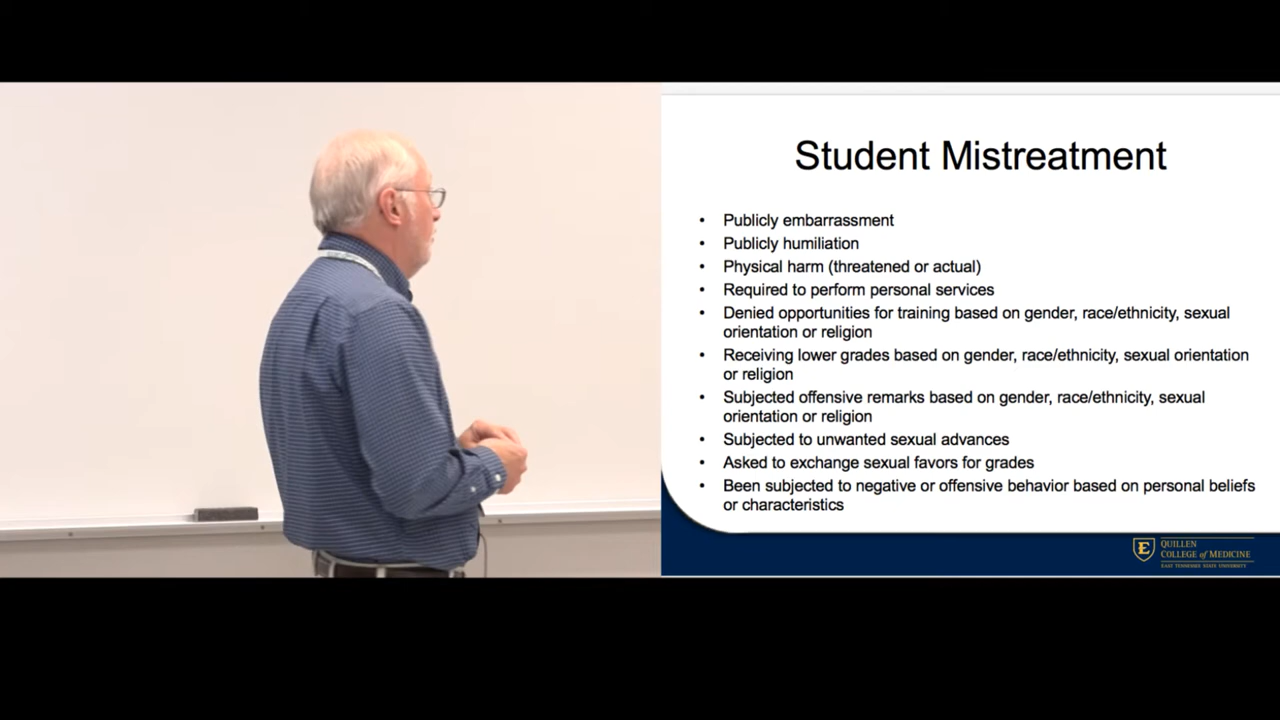 Student Mistreatment
• Publicly embarrassment
• Publicly humiliation
• Physical harm (threatened or actual)
• Required to perform personal services
• Denied opportunities for training based on gender, race/ethnicity, sexual
orientation or religion
• Receiving lower grades based on gender, race/ethnicity, sexual orientation
or religion
• Subjected offensive remarks based on gender, race/ethnicity, sexual
orientation or religion
• Subjected to unwanted sexual advances
• Asked to exchange sexual favors for grades
• Been subjected to negative or offensive behavior based on personal beliefs
or characteristics
E
QUILLEN
COLLEGE of MEDICINE
EAST TENNESSEE STATE UNIVERSITY